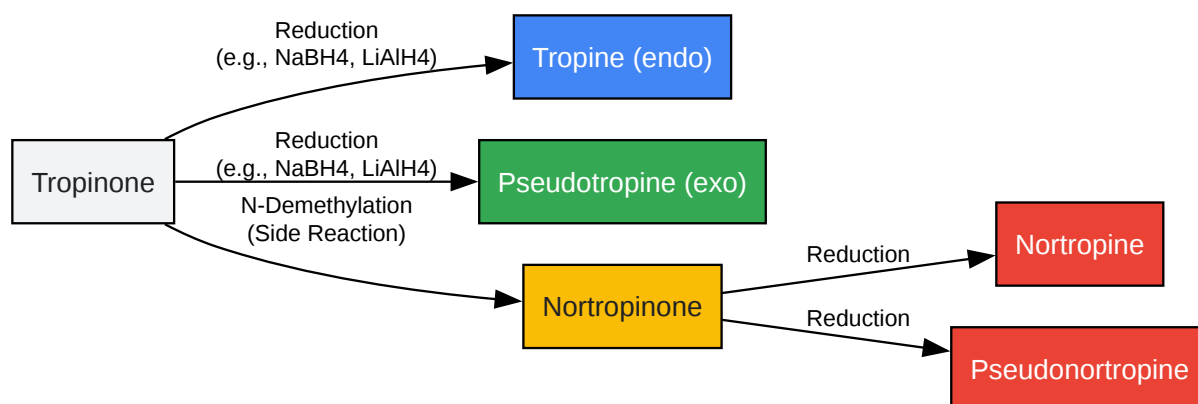 Reduction
(e.g., NaBH4, LiAlH4)
Tropine (endo)
Tropinone
Reduction
(e.g., NaBH4, LiAlH4)
Pseudotropine (exo)
N-Demethylation
(Side Reaction)
Nortropinone
Reduction
Nortropine
Reduction
Pseudonortropine